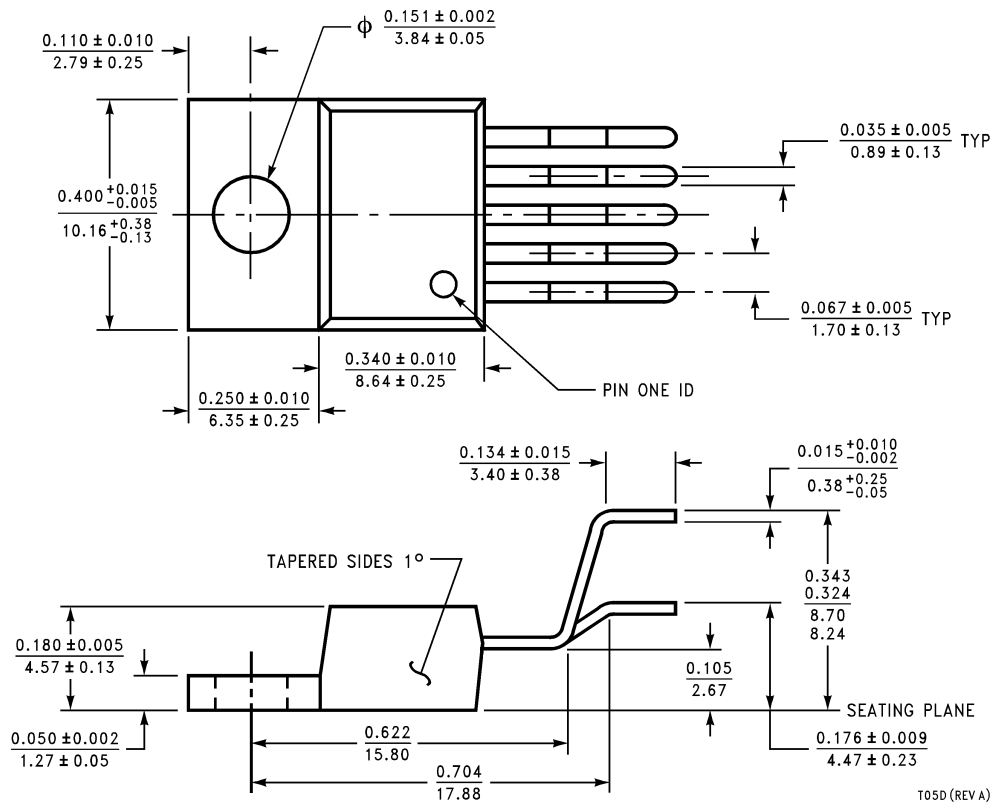 ϕ 0.151 ± 0.002
3.84 ± 0.05
0.110 ± 0.010
2.79 ± 0.25
0.035 ± 0.005 TYP
0.89 ± 0.13
0.400 +0.015 -0.005
10.16 +0.38 -0.13
0.067 ± 0.005 TYP
1.70 ± 0.13
0.340 ± 0.010
8.64 ± 0.25
PIN ONE ID
0.250 ± 0.010
6.35 ± 0.25
0.134 ± 0.015
3.40 ± 0.38
0.015 +0.010 -0.002
0.38 +0.25 -0.05
TAPERED SIDES 1°
0.343
0.324
8.70
8.24
0.180 ±0.005
4.57 ± 0.13
0.105
2.67
SEATING PLANE
0.050 ±0.002
1.27 ± 0.05
0.622
15.80
0.176 ±0.009
4.47 ± 0.23
0.704
17.88
T05D (REV A)